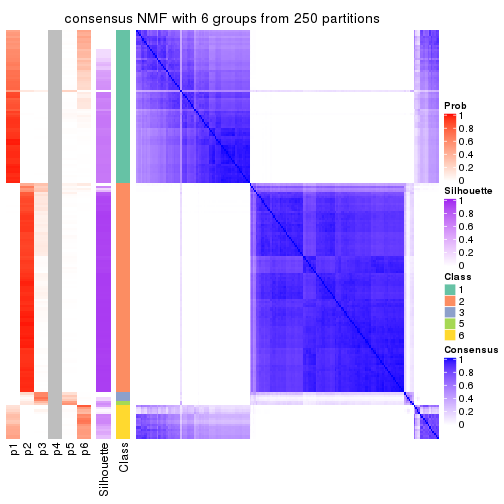 consensus NMF with 6 groups from 250 partitions
Prob
1
0.8
0.6
0.4
0.2
0
Silhouette
1
0.8
0.6
0.4
0.2
0
Class
1
2
3
5
6
Consensus
1
0.8
0.6
0.4
0.2
0
p1
p2
p3
p4
p5
p6
Silhouette
Class